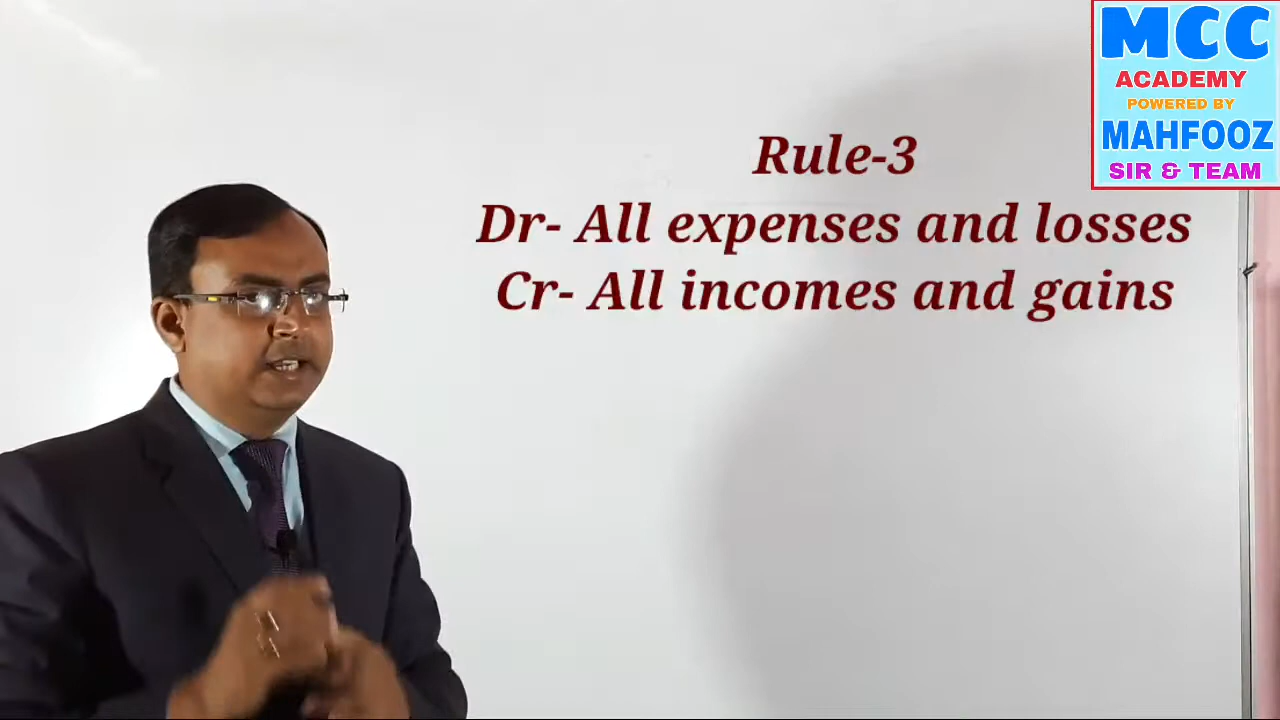 MCC
ACADEMY
POWERED BY
MAHFOOZ
SIR & TEAM
Rule-3
Dr- All expenses and losses
Cr- All incomes and gains